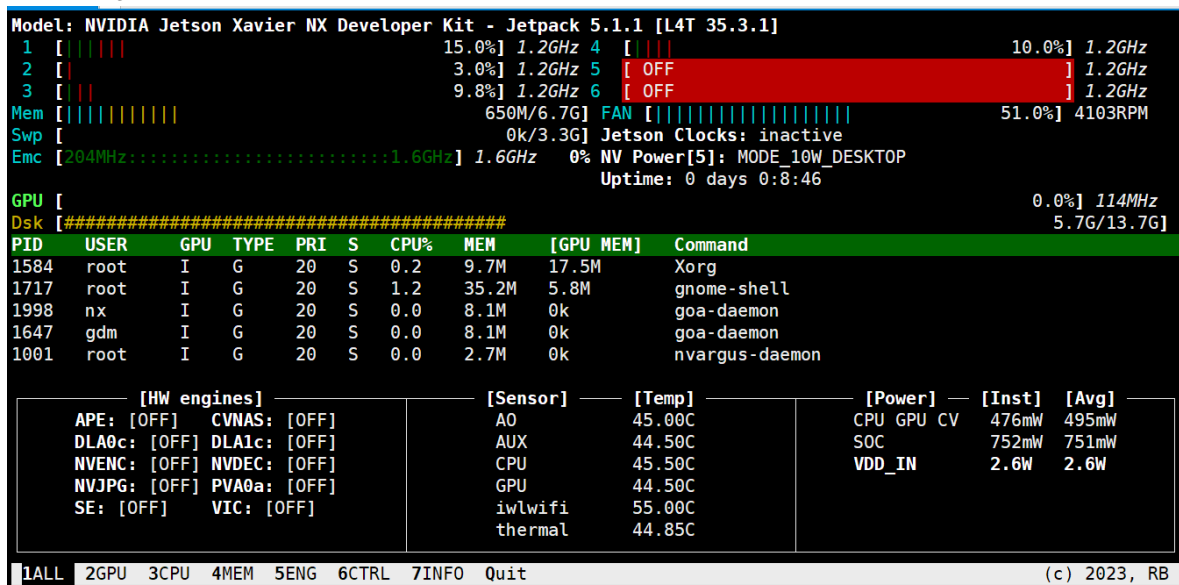 Model: NVIDIA Jetson Xavier NX Developer Kit - Jetpack 5.1.1 [L4T 35.3.1]
1 [|||||| 15.0%] 1.2GHz 4 [|||| 10.0%] 1.2GHz
2 [| 3.0%] 1.2GHz 5 [ OFF ] 1.2GHz
3 [||| 9.8%] 1.2GHz 6 [ OFF ] 1.2GHz
Mem [||||||||||| 650M/6.7G] FAN [||||||||||||||||||| 51.0%] 4103RPM
Swp [ 0k/3.3G] Jetson Clocks: inactive
Emc [204MHz:::::::::::::::::::::::::1.6GHz] 1.6GHz 0% NV Power[5]: MODE_10W_DESKTOP
Uptime: 0 days 0:8:46
GPU [ 0.0%] 114MHz
Dsk [########################################## 5.7G/13.7G]
PID USER GPU TYPE PRI S CPU% MEM [GPU MEM] Command
1584 root I G 20 S 0.2 9.7M 17.5M Xorg
1717 root I G 20 S 1.2 35.2M 5.8M gnome-shell
1998 nx I G 20 S 0.0 8.1M 0k goa-daemon
1647 gdm I G 20 S 0.0 8.1M 0k goa-daemon
1001 root I G 20 S 0.0 2.7M 0k nvargus-daemon
[HW engines] [Sensor] [Temp] [Power] [Inst] [Avg]
APE: [OFF] CVNAS: [OFF] AO 45.00C CPU GPU CV 476mW 495mW
DLA0c: [OFF] DLA1c: [OFF] AUX 44.50C SOC 752mW 751mW
NVENC: [OFF] NVDEC: [OFF] CPU 45.50C VDD_IN 2.6W 2.6W
NVJPG: [OFF] PVA0a: [OFF] GPU 44.50C
SE: [OFF] VIC: [OFF] iwlwifi 55.00C
thermal 44.85C
1ALL 2GPU 3CPU 4MEM 5ENG 6CTRL 7INFO Quit (c) 2023, RB